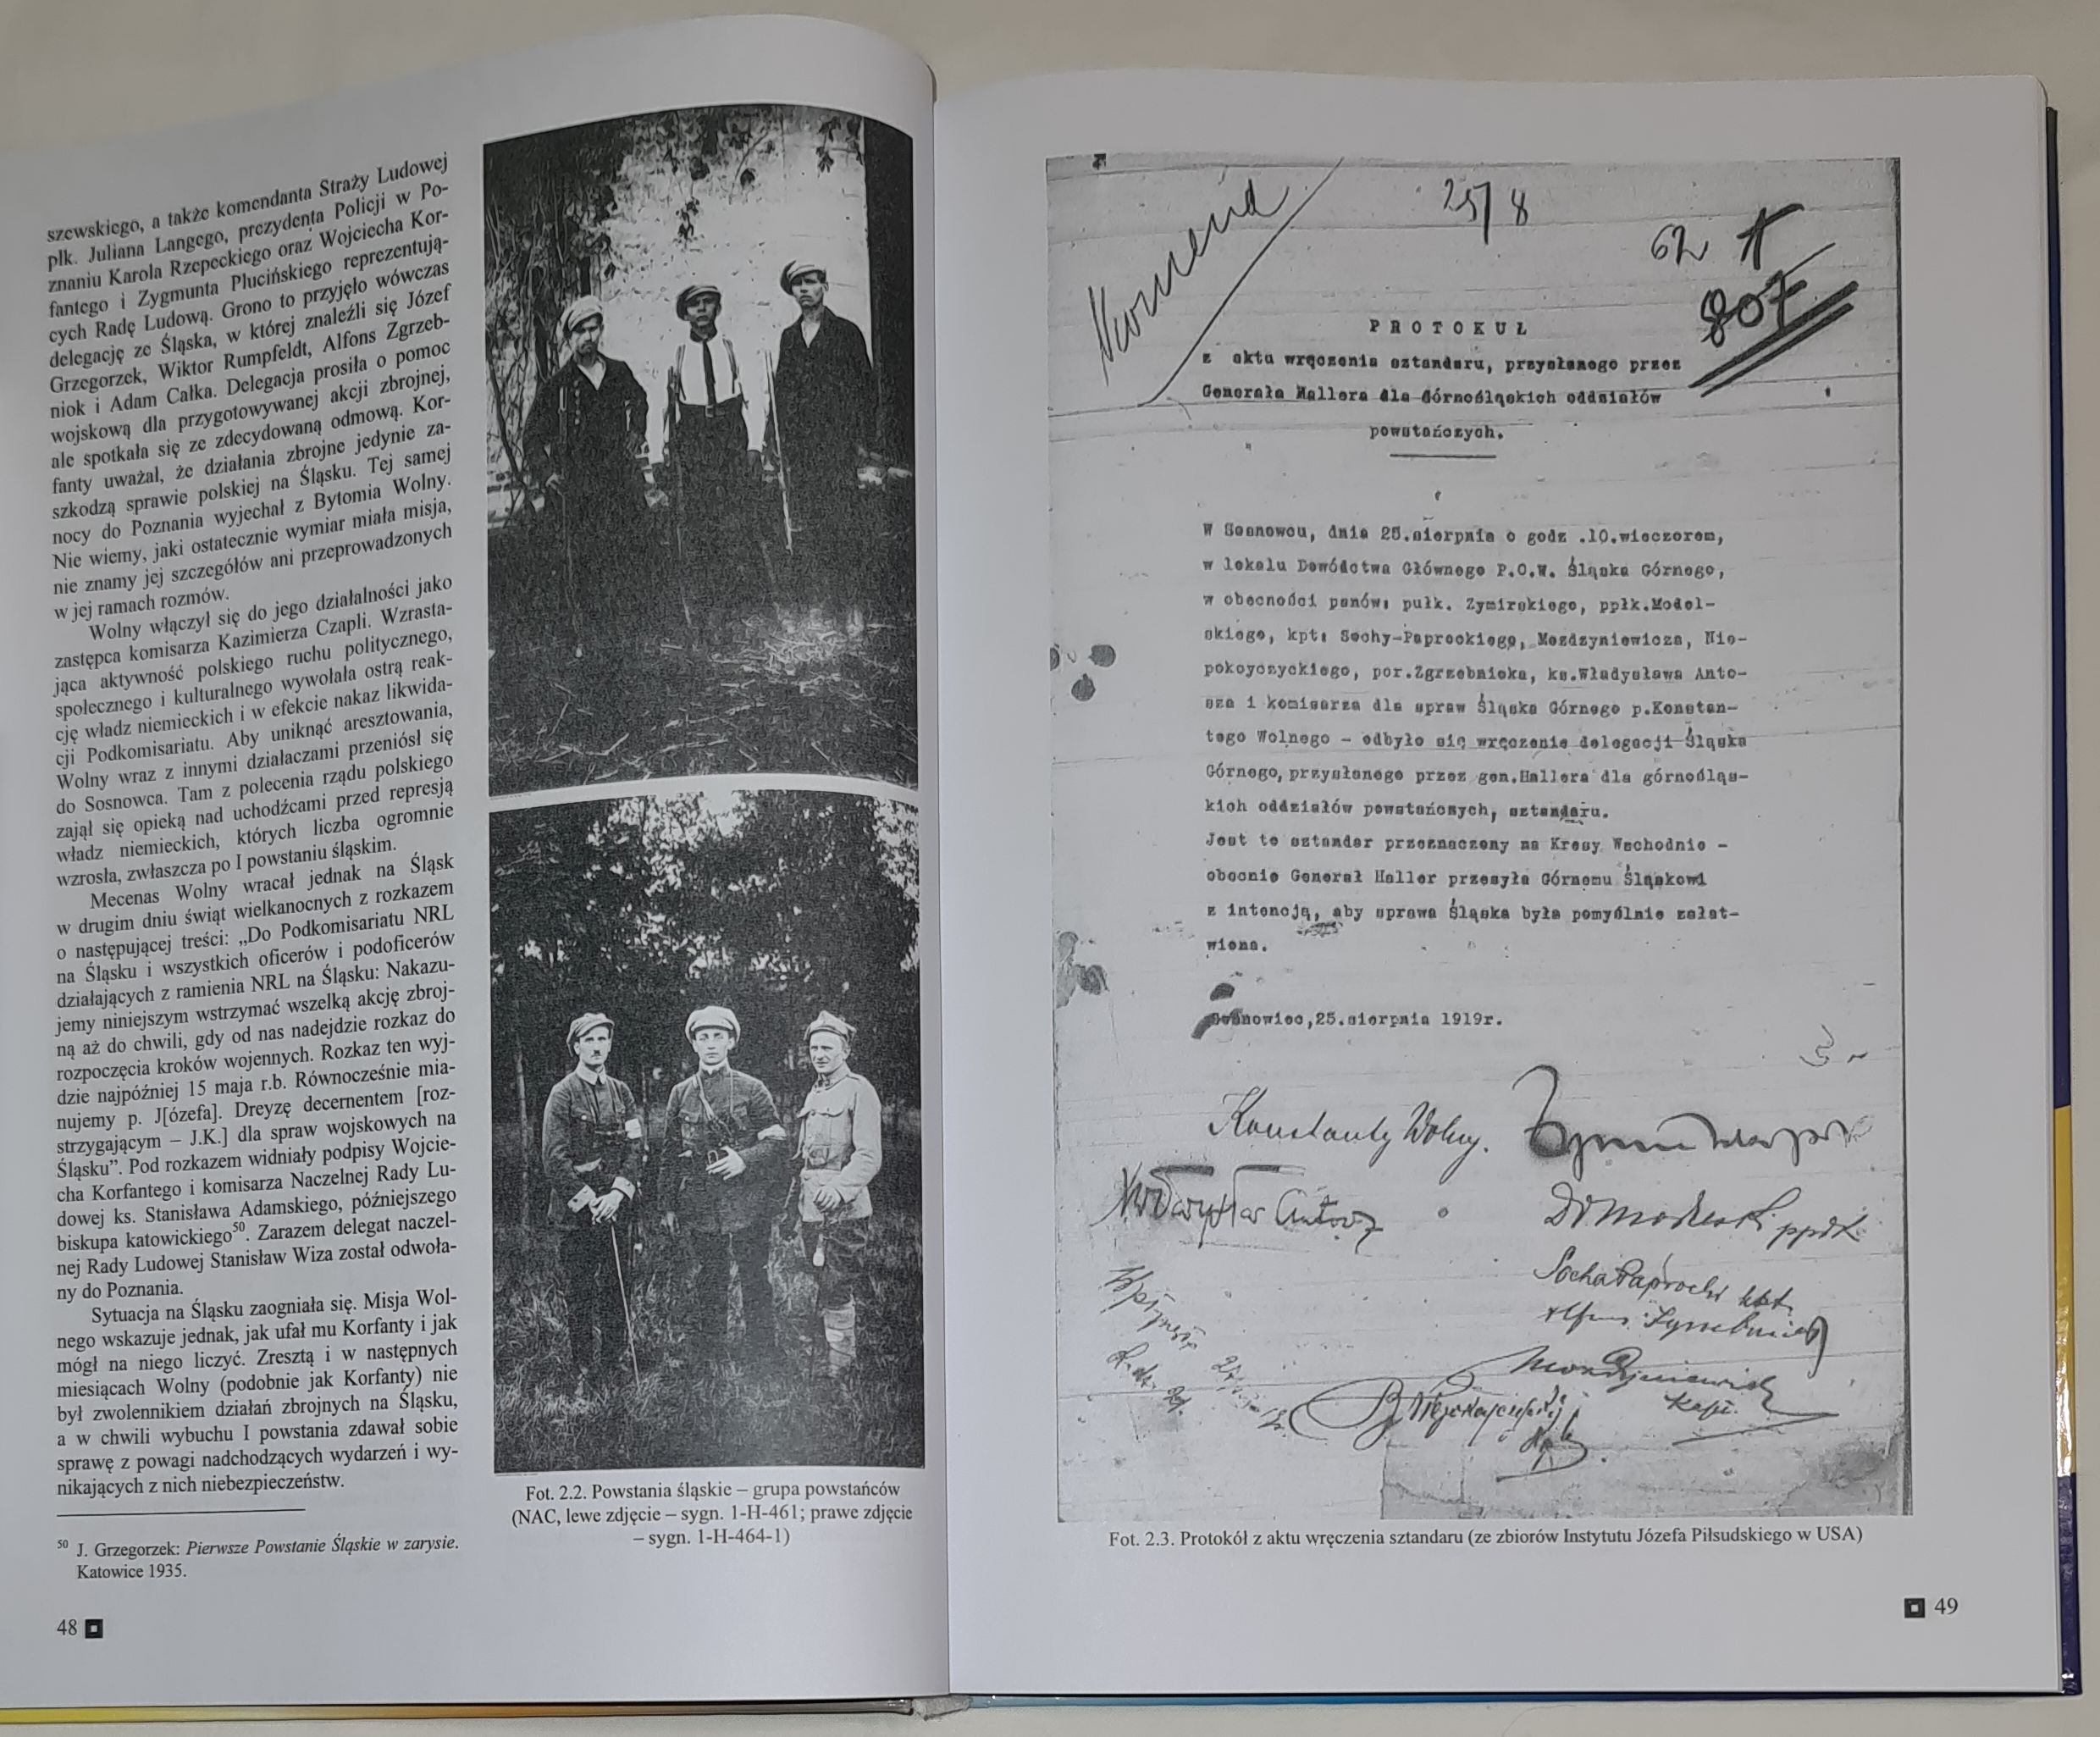 szewskiego, a także komendanta Straży Ludowej
płk. Juliana Langego, prezydenta Policji w Po-
znaniu Karola Rzepeckiego oraz Wojciecha Kor-
fantego i Zygmunta Plucińskiego reprezentują-
cych Radę Ludową. Grono to przyjęło wówczas
delegację ze Śląska, w której znaleźli się Józef
Grzegorzek, Wiktor Rumpfeldt, Alfons Zgrzeb-
niok i Adam Całka. Delegacja prosiła o pomoc
wojskową dla przygotowywanej akcji zbrojnej,
ale spotkała się ze zdecydowaną odmową. Kor-
fanty uważał, że działania zbrojne jedynie za-
szkodzą sprawie polskiej na Śląsku. Tej samej
nocy do Poznania wyjechał z Bytomia Wolny.
Nie wiemy, jaki ostatecznie wymiar miała misja,
nie znamy jej szczegółów ani przeprowadzonych
w jej ramach rozmów.
Wolny włączył się do jego działalności jako
zastępca komisarza Kazimierza Czapli. Wzrasta-
jąca aktywność polskiego ruchu politycznego,
społecznego i kulturalnego wywołała ostrą reak-
cję władz niemieckich i w efekcie nakaz likwida-
cji Podkomisariatu. Aby uniknąć aresztowania,
Wolny wraz z innymi działaczami przeniósł się
do Sosnowca. Tam z polecenia rządu polskiego
zajął się opieką nad uchodźcami przed represją
władz niemieckich, których liczba ogromnie
wzrosła, zwłaszcza po I powstaniu śląskim.
Mecenas Wolny wracał jednak na Śląsk
w drugim dniu świąt wielkanocnych z rozkazem
o następującej treści: „Do Podkomisariatu NRL
na Śląsku i wszystkich oficerów i podoficerów
działających z ramienia NRL na Śląsku: Nakazu-
jemy niniejszym wstrzymać wszelką akcję zbroj-
ną aż do chwili, gdy od nas nadejdzie rozkaz do
rozpoczęcia kroków wojennych. Rozkaz ten wyj-
dzie najpóźniej 15 maja r.b. Równocześnie mia-
nujemy p. J[ózefa]. Dreyzę decernentem [roz-
strzygającym – J.K.] dla spraw wojskowych na
Śląsku”. Pod rozkazem widniały podpisy Wojcie-
cha Korfantego i komisarza Naczelnej Rady Lu-
dowej ks. Stanisława Adamskiego, późniejszego
biskupa katowickiego50. Zarazem delegat naczel-
nej Rady Ludowej Stanisław Wiza został odwoła-
ny do Poznania.
Sytuacja na Śląsku zaogniała się. Misja Wol-
nego wskazuje jednak, jak ufał mu Korfanty i jak
mógł na niego liczyć. Zresztą i w następnych
miesiącach Wolny (podobnie jak Korfanty) nie
był zwolennikiem działań zbrojnych na Śląsku,
a w chwili wybuchu I powstania zdawał sobie
sprawę z powagi nadchodzących wydarzeń i wy-
nikających z nich niebezpieczeństw.
50 J. Grzegorzek: Pierwsze Powstanie Śląskie w zarysie.
Katowice 1935.
48
Fot. 2.2. Powstania śląskie – grupa powstańców
(NAC, lewe zdjęcie – sygn. 1-H-461; prawe zdjęcie
– sygn. 1-H-464-1)
25/8
62
807
PROTOKUŁ
z aktu wręczenia sztandaru, przysłanego przez
Generała Hallera dla Górnośląskich oddziałów
powstańczych.
W Sosnowcu, dnia 25.sierpnia o godz .10.wieczorem,
w lokalu Dowództwa Głównego P.O.W. Śląska Górnego,
w obecności panów: pułk. Zymirskiego, ppłk.Model-
skiego, kpt: Sochy-Paprockiego, Mozdzyniewicza, Nie-
pokoyczyckiego, por.Zgrzebnioka, ks.Władysława Anto-
sza i komisarza dla spraw Śląska Górnego p.Konstan-
tego Wolnego – odbyło się wręczenie delegacji Śląska
Górnego, przysłanego przez gen.Hallera dla górnośląs-
kich oddziałów powstańczych, sztandaru.
Jest to sztandar przeznaczony na Kresy Wschodnie –
obecnie Generał Haller przesyła Górnemu Śląskowi
z intencją, aby sprawa Śląska była pomyślnie załat-
wiona.
Sosnowiec,25.sierpnia 1919r.
Konstanty Wolny.
Władysław Antosz
Modelski ppłk.
Socha Paprocki kpt.
Alfons Zgrzebniok
Mozdzyniewicz
kapt.
Fot. 2.3. Protokół z aktu wręczenia sztandaru (ze zbiorów Instytutu Józefa Piłsudskiego w USA)
49